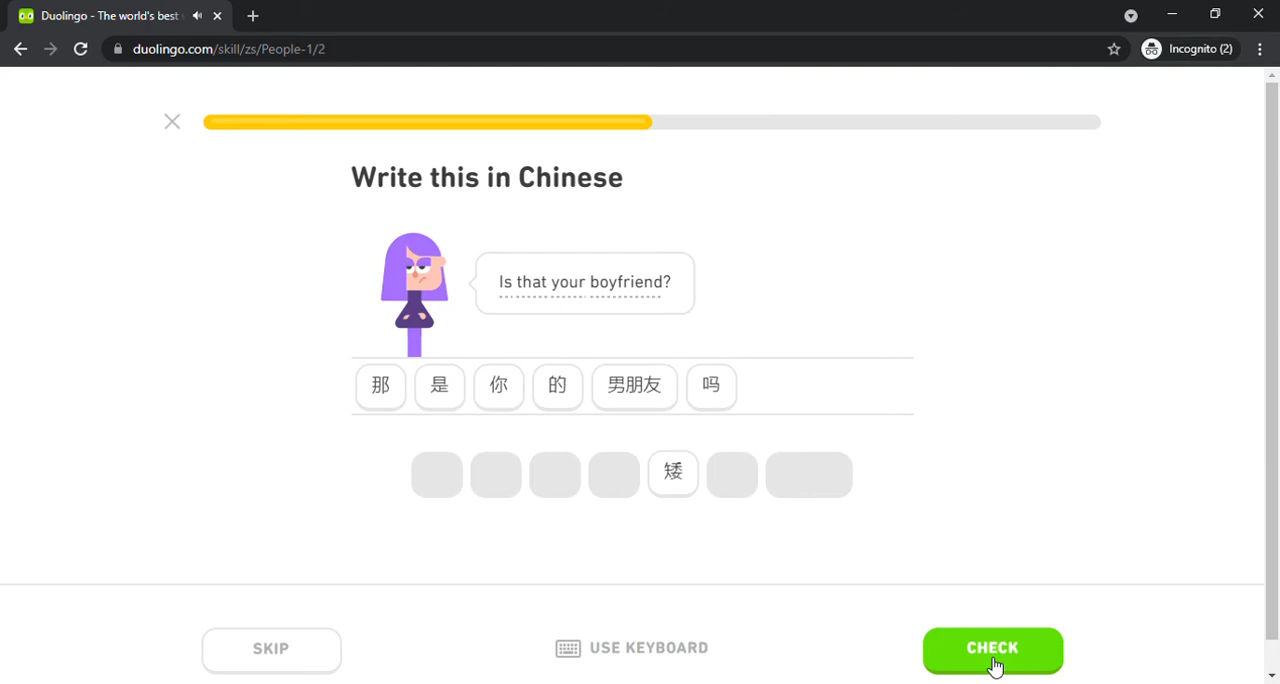 Duolingo - The world's best
duolingo.com/skill/zs/People-1/2
Incognito (2)
Write this in Chinese
Is that your boyfriend?
那 是 你 的 男朋友 吗
矮
SKIP
USE KEYBOARD
CHECK